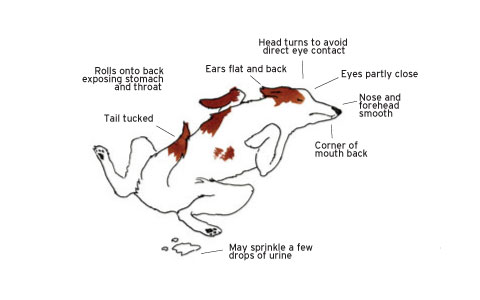 Head turns to avoid
direct eye contact
Rolls onto back
exposing stomach
and throat
Ears flat and back
Eyes partly close
Nose and
forehead
smooth
Tail tucked
Corner of
mouth back
May sprinkle a few
drops of urine